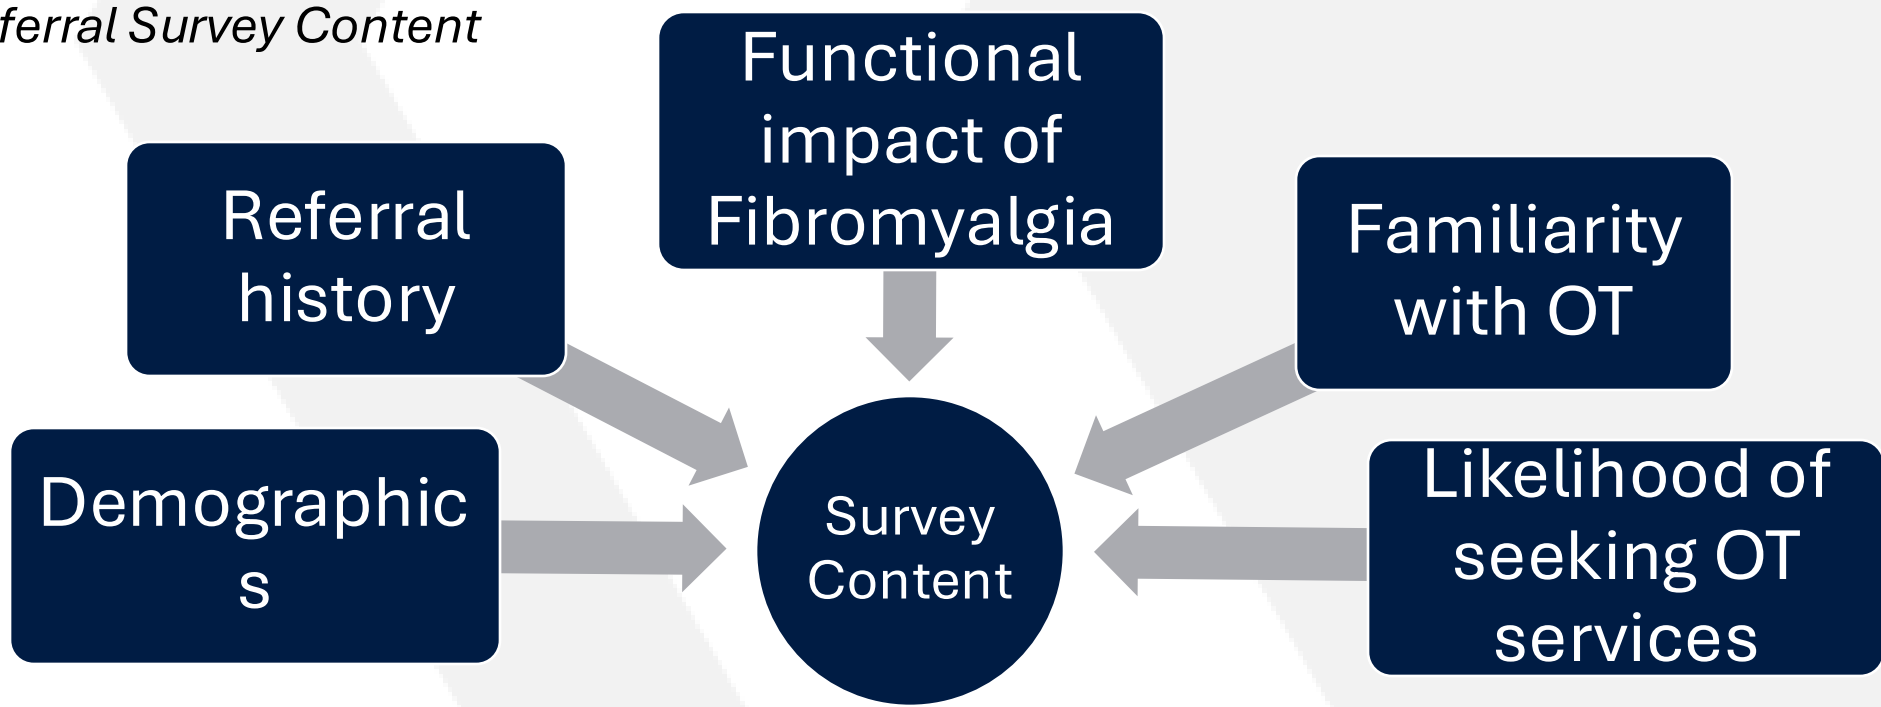 ferral Survey Content
Functional
impact of
Fibromyalgia
Referral
history
Familiarity
with OT
Demographic
s
Likelihood of
seeking OT
services
Survey
Content